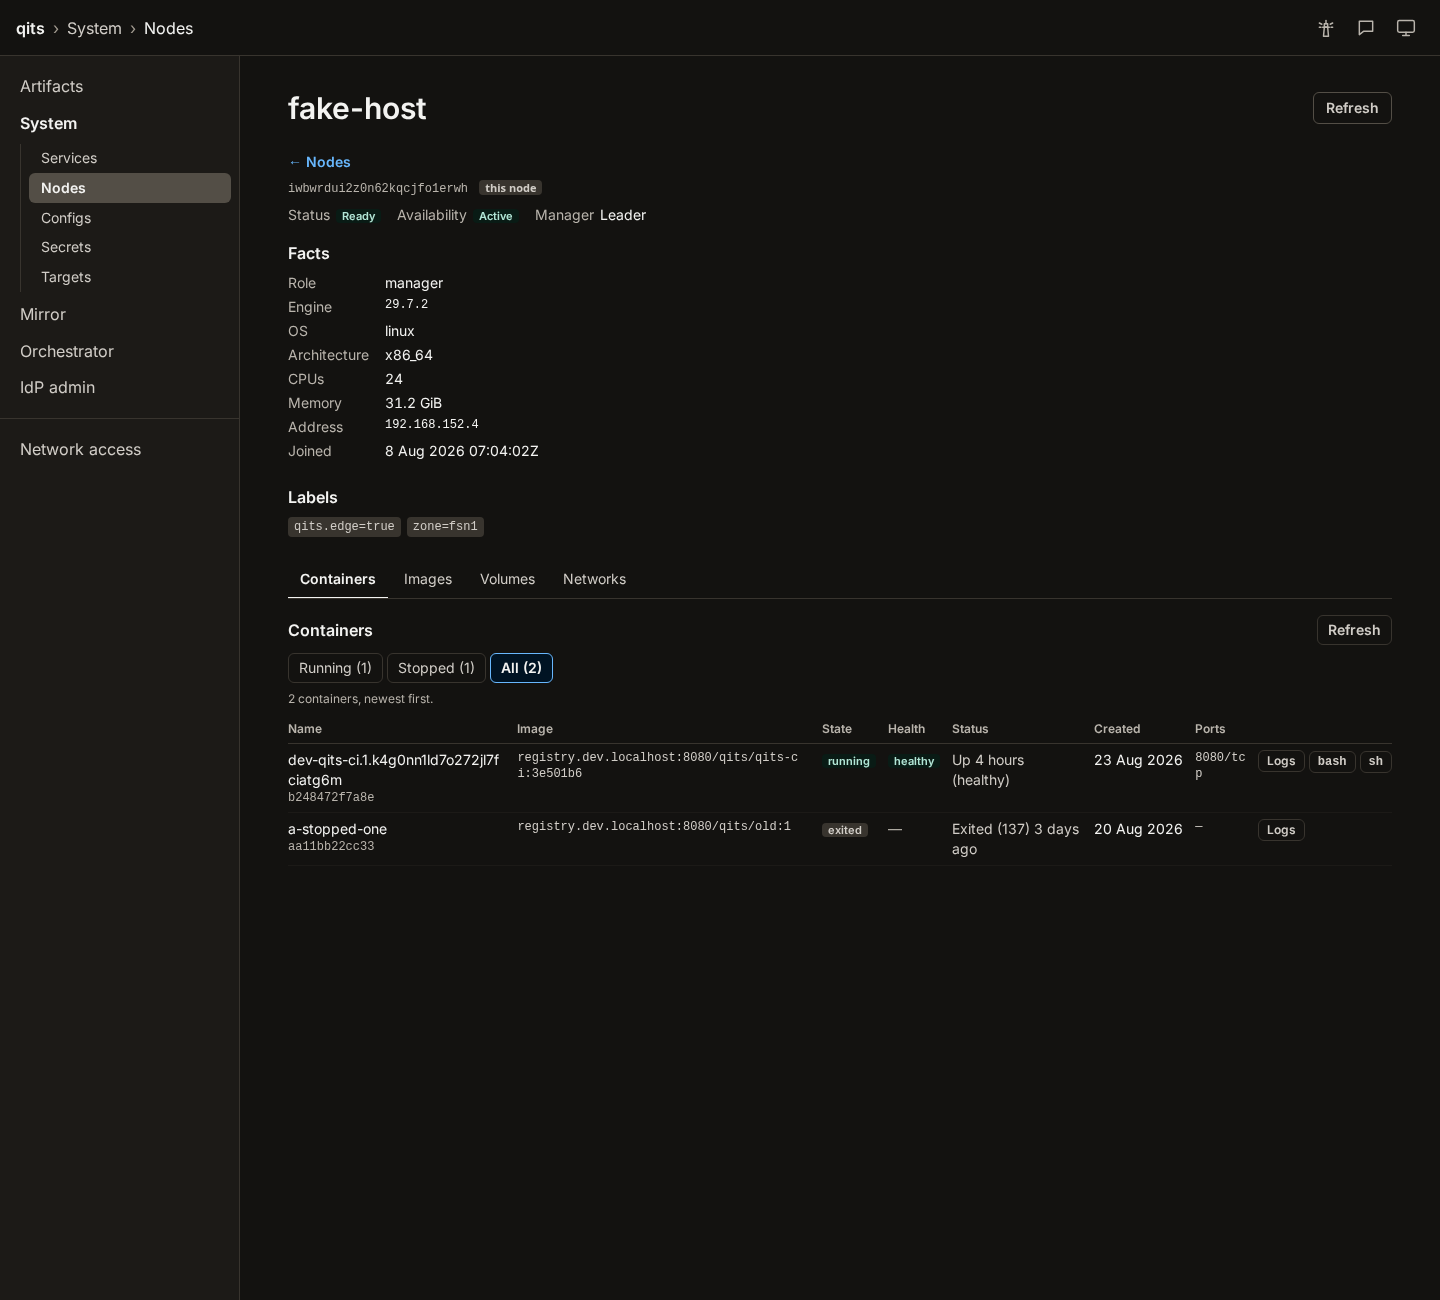 qits › System › Nodes
Artifacts
System
Services
Nodes
Configs
Secrets
Targets
Mirror
Orchestrator
IdP admin
Network access
fake-host
Refresh
← Nodes
iwbwrdui2z0n62kqcjfo1erwh this node
Status Ready Availability Active Manager Leader
Facts
Role manager
Engine 29.7.2
OS linux
Architecture x86_64
CPUs 24
Memory 31.2 GiB
Address 192.168.152.4
Joined 8 Aug 2026 07:04:02Z
Labels
qits.edge=true zone=fsn1
Containers Images Volumes Networks
Containers
Refresh
Running (1) Stopped (1) All (2)
2 containers, newest first.
Name Image State Health Status Created Ports
dev-qits-ci.1.k4g0nn1ld7o272jl7f registry.dev.localhost:8080/qits/qits-c running healthy Up 4 hours 23 Aug 2026 8080/tc Logs bash sh
ciatg6m i:3e501b6 (healthy) p
b248472f7a8e
a-stopped-one registry.dev.localhost:8080/qits/old:1 exited — Exited (137) 3 days 20 Aug 2026 — Logs
aa11bb22cc33 ago